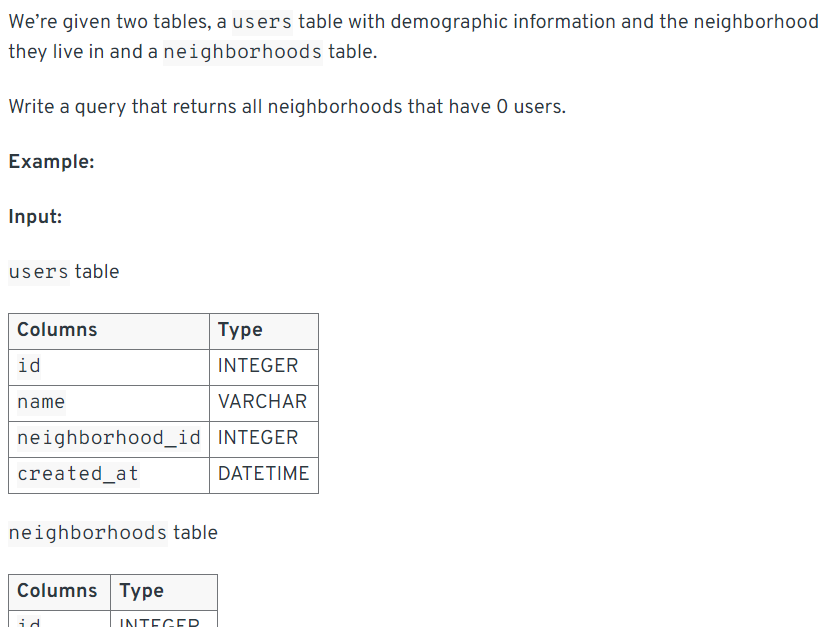 We're given two tables, a users table with demographic information and the neighborhood
they live in and a neighborhoods table.
Write a query that returns all neighborhoods that have 0 users.
Example:
Input:
users table
Columns Type
id INTEGER
name VARCHAR
neighborhood_id INTEGER
created_at DATETIME
neighborhoods table
Columns Type
id INTEGER